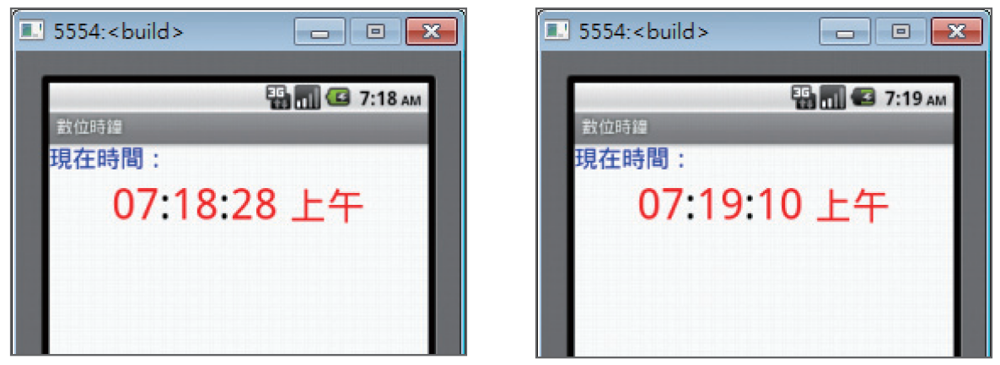 5554:<build>
3G 7:18 AM
數位時鐘
現在時間：
07:18:28 上午
5554:<build>
3G 7:19 AM
數位時鐘
現在時間：
07:19:10 上午